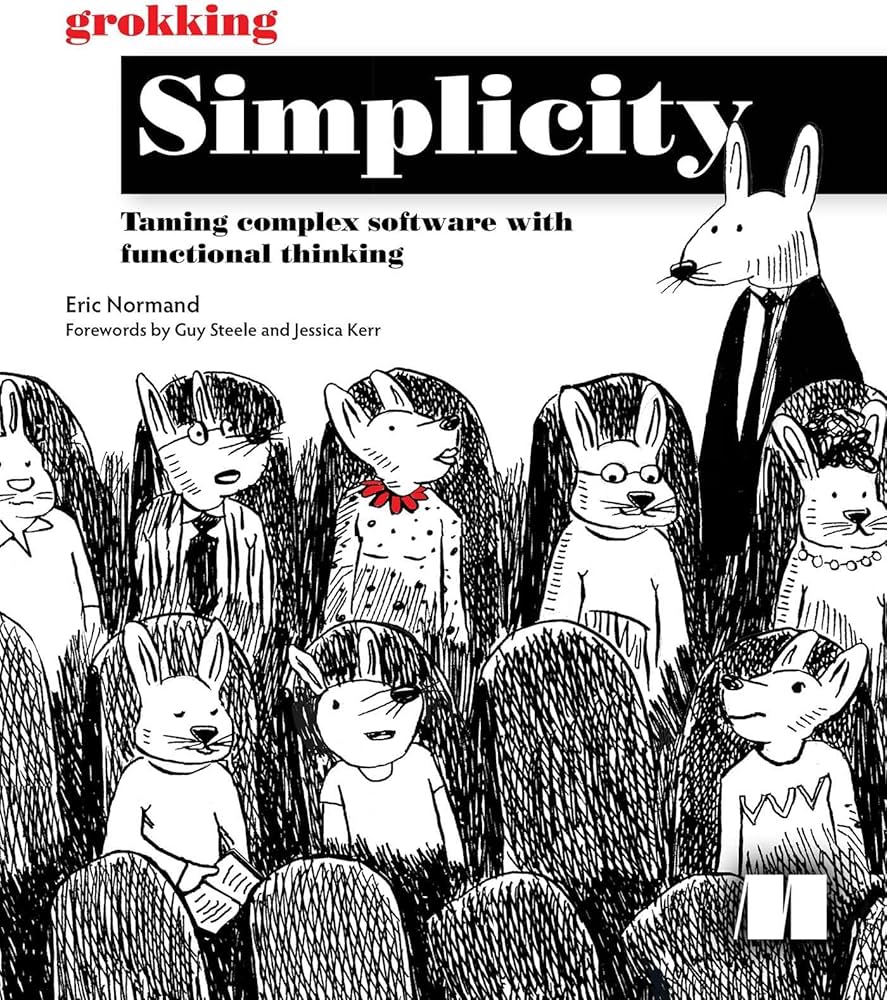 grokking
Simplicity
Taming complex software with
functional thinking
Eric Normand
Forewords by Guy Steele and Jessica Kerr